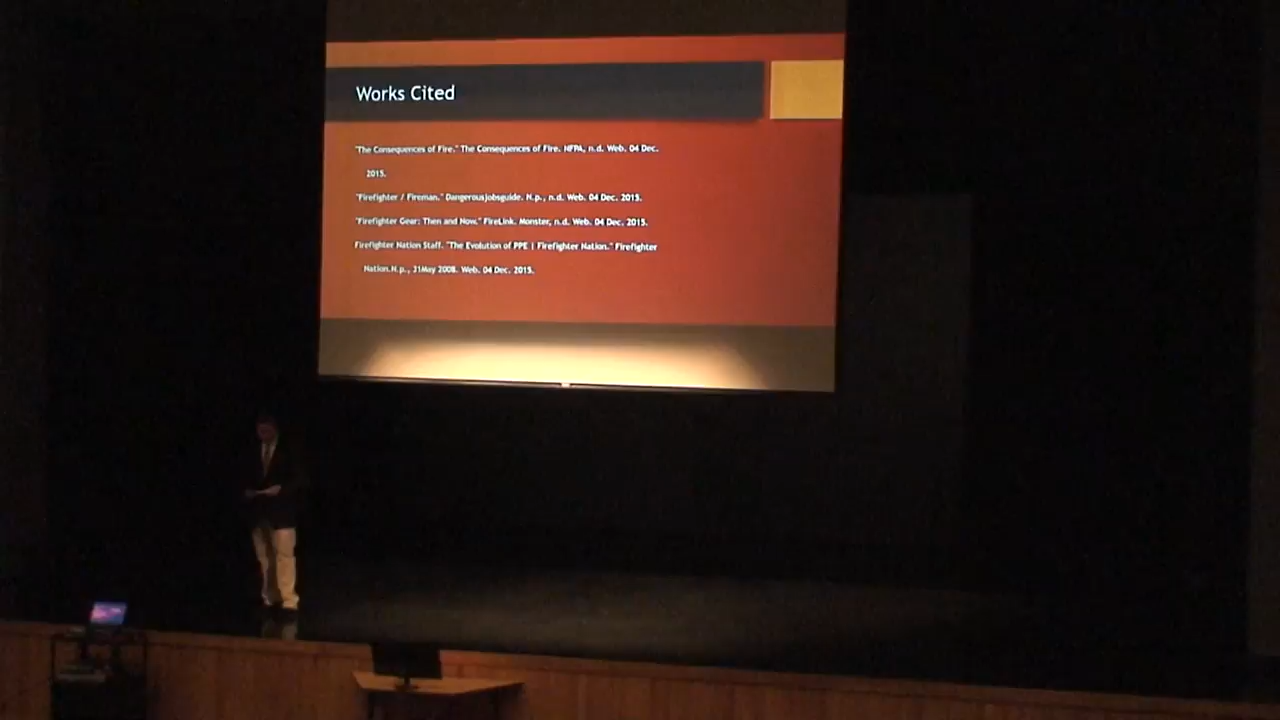 Works Cited
"The Consequences of Fire." The Consequences of Fire. NFPA, n.d. Web. 04 Dec.
2015.
"Firefighter / Fireman." Dangerousjobsguide. N.p., n.d. Web. 04 Dec. 2015.
"Firefighter Gear: Then and Now." FireLink. Monster, n.d. Web. 04 Dec. 2015.
Firefighter Nation Staff. "The Evolution of PPE | Firefighter Nation." Firefighter
Nation.N.p., 31May 2008. Web. 04 Dec. 2015.